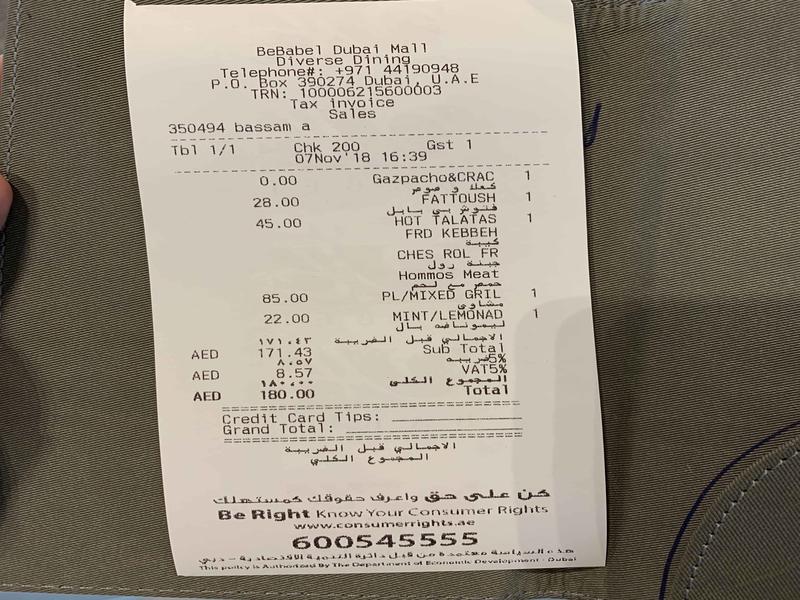 BeBabel Dubai Mall
Diverse Dining
Telephone#: +971 44190948
P.O. Box 390274 Dubai, U.A.E
TRN: 100006215600003
Tax invoice
Sales
350494 bassam a
Tbl 1/1 Chk 200 Gst 1
07Nov'18 16:39
0.00 Gazpacho&CRAC 1
كعك و صوص
28.00 FATTOUSH 1
فتوش بي بابل
45.00 HOT TALATAS 1
FRD KEBBEH
كبيبة
CHES ROL FR
جبنة رول
Hommos Meat
حمص مع لحم
85.00 PL/MIXED GRIL 1
مشاوي
22.00 MINT/LEMONAD 1
ليموناضه بال
١٧١،٤٣ الاجمالي قبل الضريبة
AED 171.43 Sub Total
٨،٥٧ ضريبه 5%
AED 8.57 VAT5%
١٨٠،٠٠ المجموع الكلي
AED 180.00 Total
Credit Card Tips:
Grand Total:
الاجمالي قبل الضريبة
المجموع الكلي
كن على حق واعرف حقوقك كمستهلك
Be Right Know Your Consumer Rights
www.consumerrights.ae
600545555
هذه السياسة معتمدة من قبل دائرة التنمية الاقتصادية - دبي
This policy is Authorized By The Department of Economic Development - Dubai